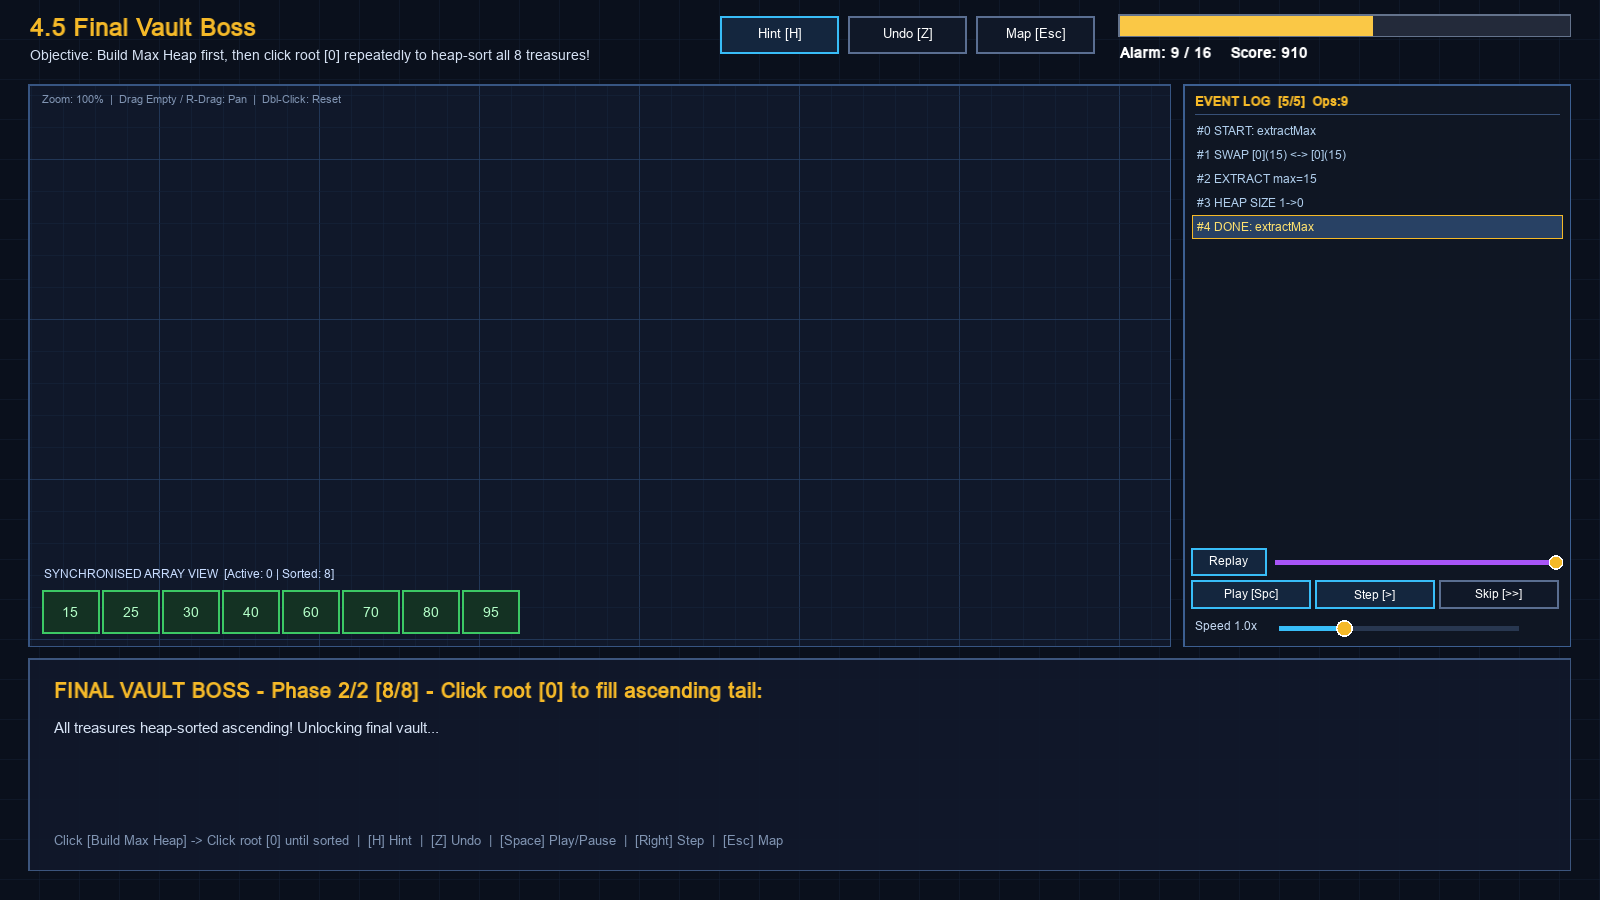 4.5 Final Vault Boss
Objective: Build Max Heap first, then click root [0] repeatedly to heap-sort all 8 treasures!
Hint [H]
Undo [Z]
Map [Esc]
Alarm: 9 / 16 Score: 910
Zoom: 100% | Drag Empty / R-Drag: Pan | Dbl-Click: Reset
EVENT LOG [5/5] Ops:9
#0 START: extractMax
#1 SWAP [0](15) <-> [0](15)
#2 EXTRACT max=15
#3 HEAP SIZE 1->0
#4 DONE: extractMax
SYNCHRONISED ARRAY VIEW [Active: 0 | Sorted: 8]
15 25 30 40 60 70 80 95
Replay
Play [Spc]
Step [>]
Skip [>>]
Speed 1.0x
FINAL VAULT BOSS - Phase 2/2 [8/8] - Click root [0] to fill ascending tail:
All treasures heap-sorted ascending! Unlocking final vault...
Click [Build Max Heap] -> Click root [0] until sorted | [H] Hint | [Z] Undo | [Space] Play/Pause | [Right] Step | [Esc] Map